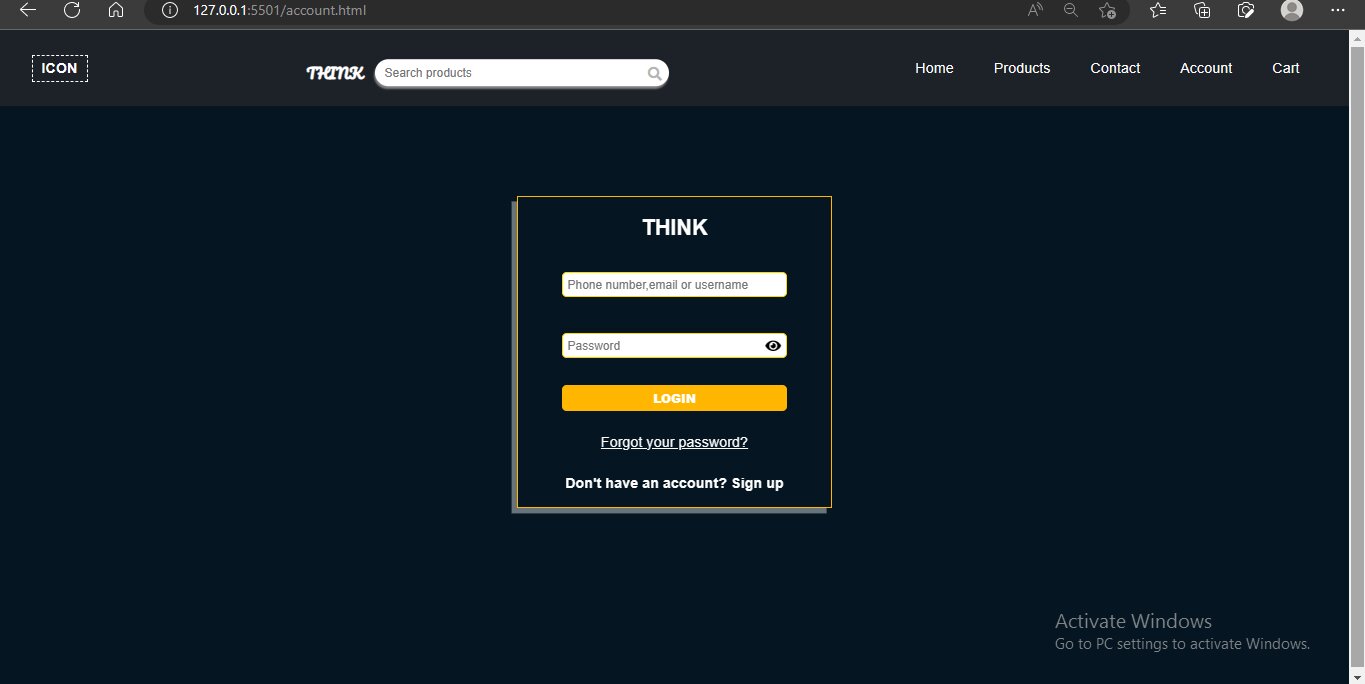 127.0.0.1:5501/account.html
ICON
THINK
Search products
Home Products Contact Account Cart
THINK
Phone number,email or username
Password
LOGIN
Forgot your password?
Don't have an account? Sign up
Activate Windows
Go to PC settings to activate Windows.